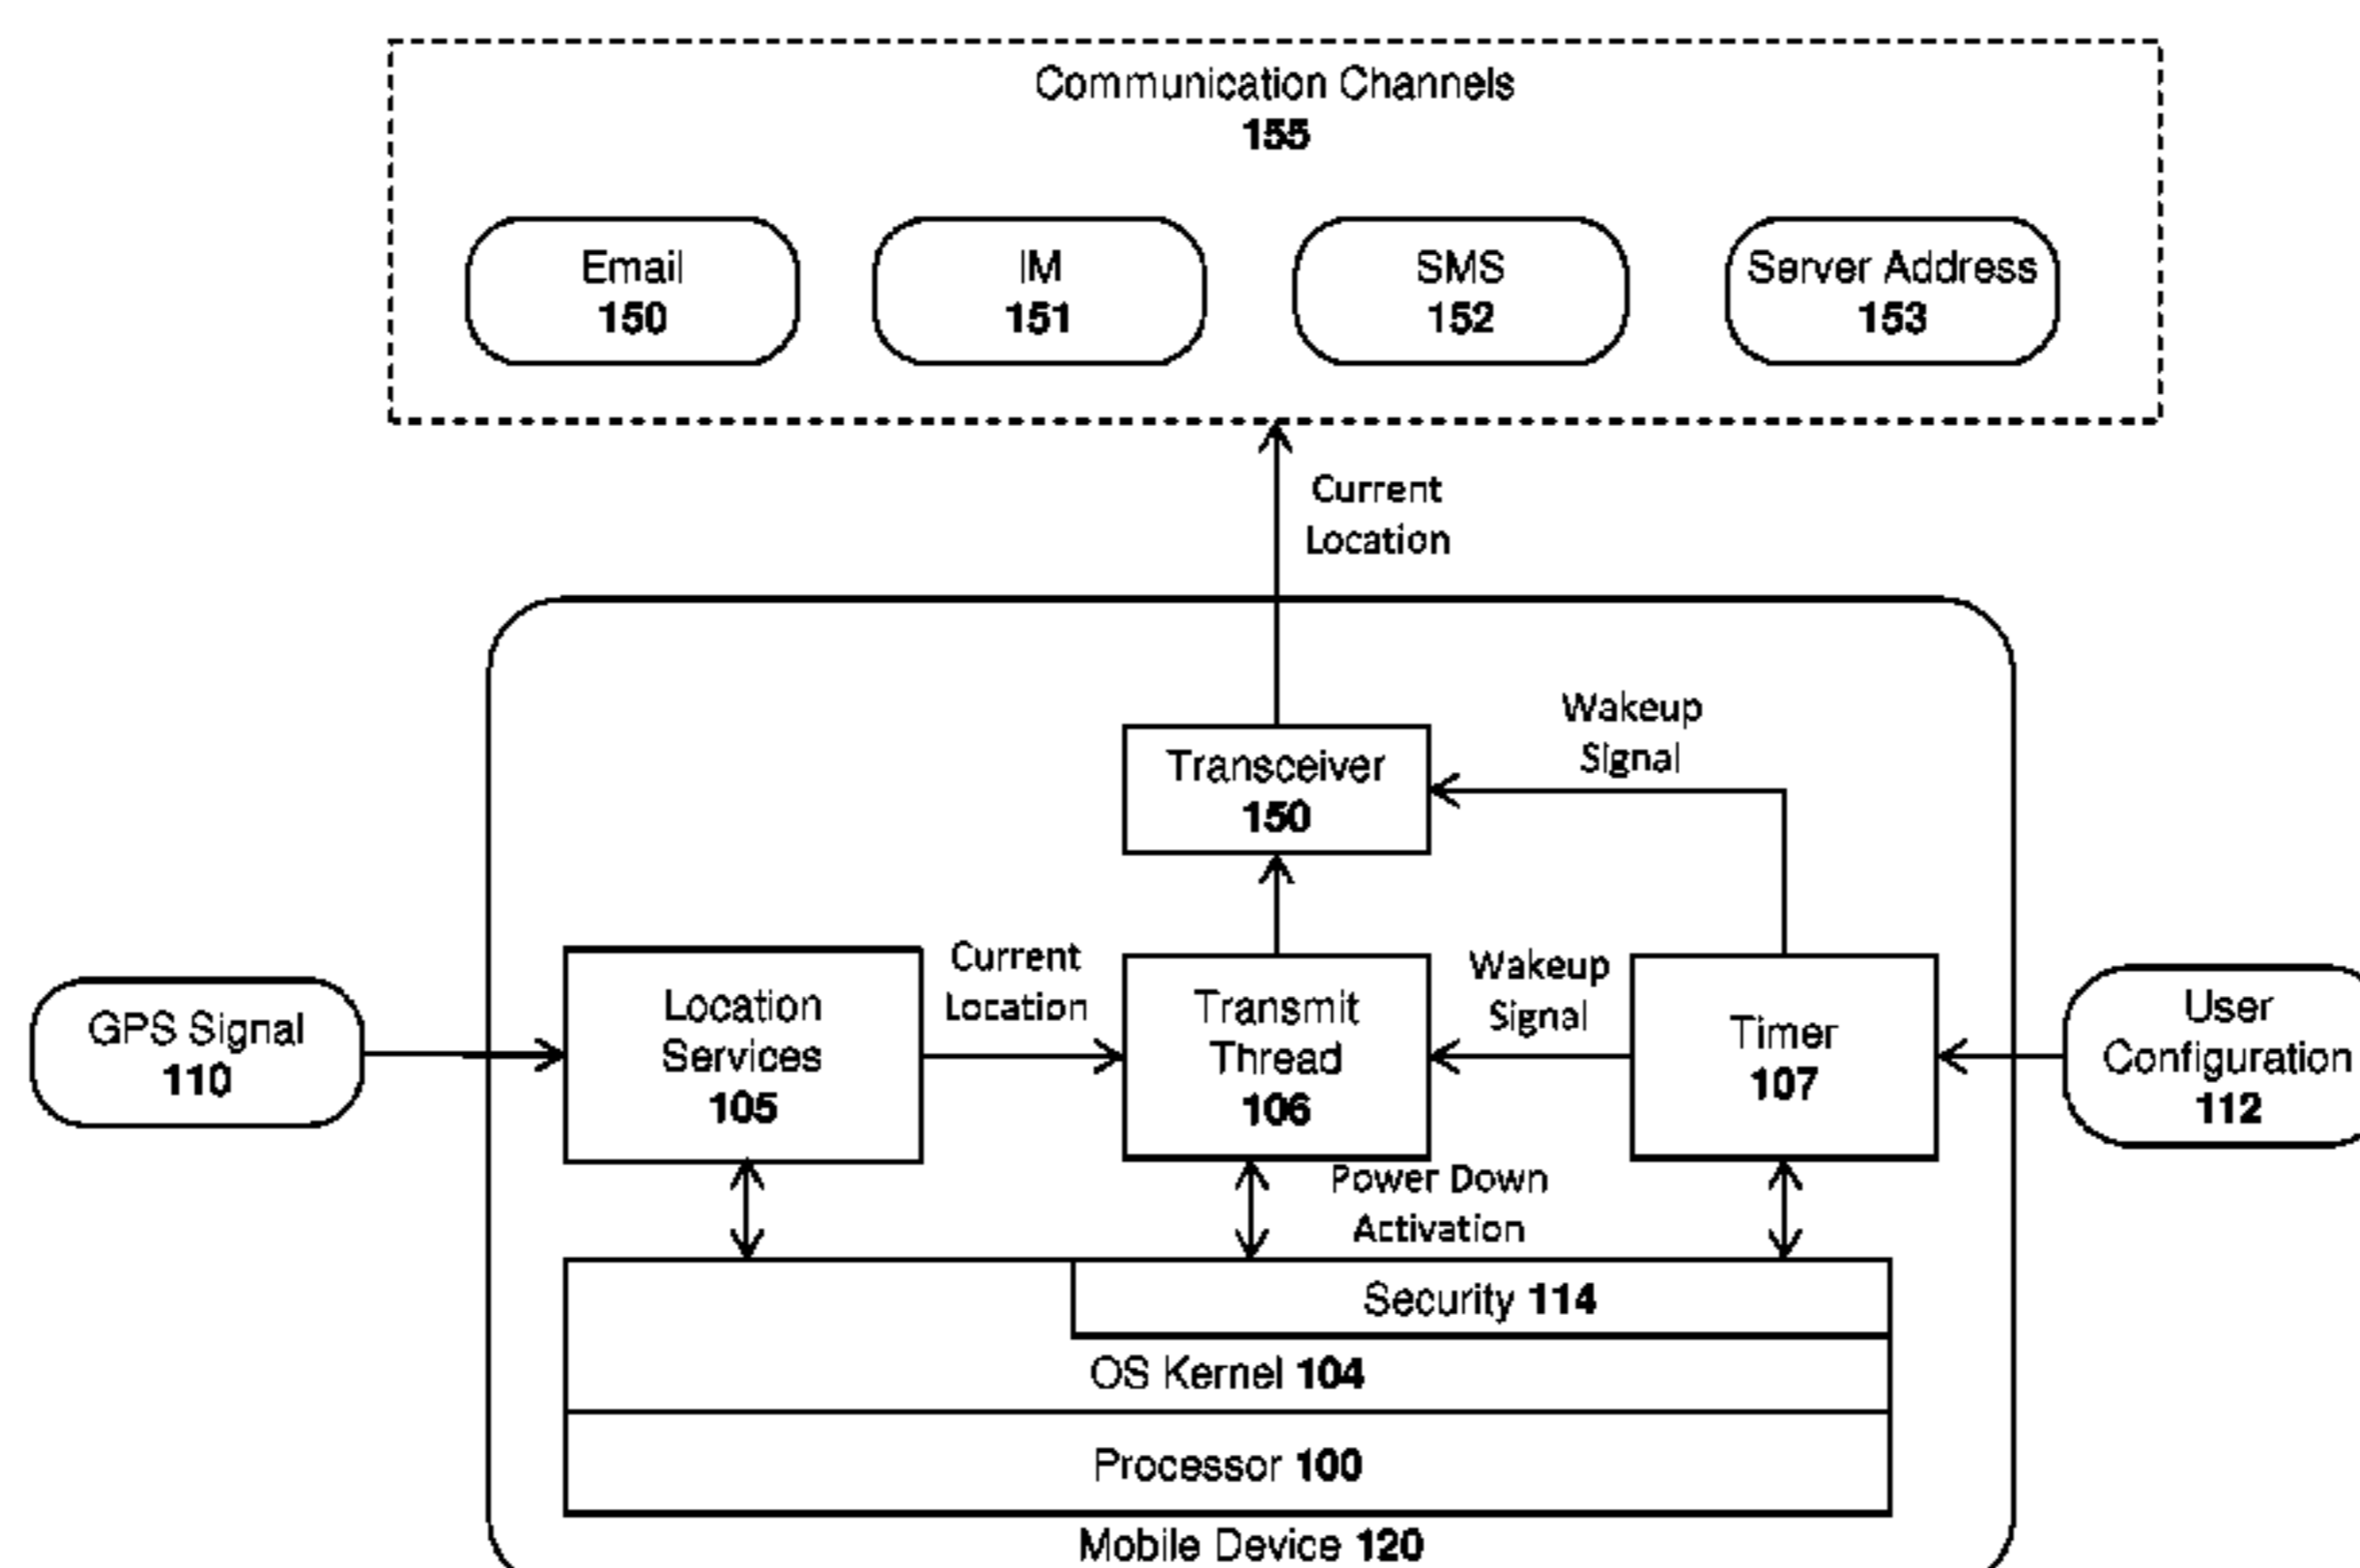 Communication Channels
155
Email
150
IM
151
SMS
152
Server Address
153
Current
Location
Wakeup
Signal
Transceiver
150
GPS Signal
110
Location
Services
105
Current
Location
Transmit
Thread
106
Wakeup
Signal
Timer
107
User
Configuration
112
Power Down
Activation
Security 114
OS Kernel 104
Processor 100
Mobile Device 120